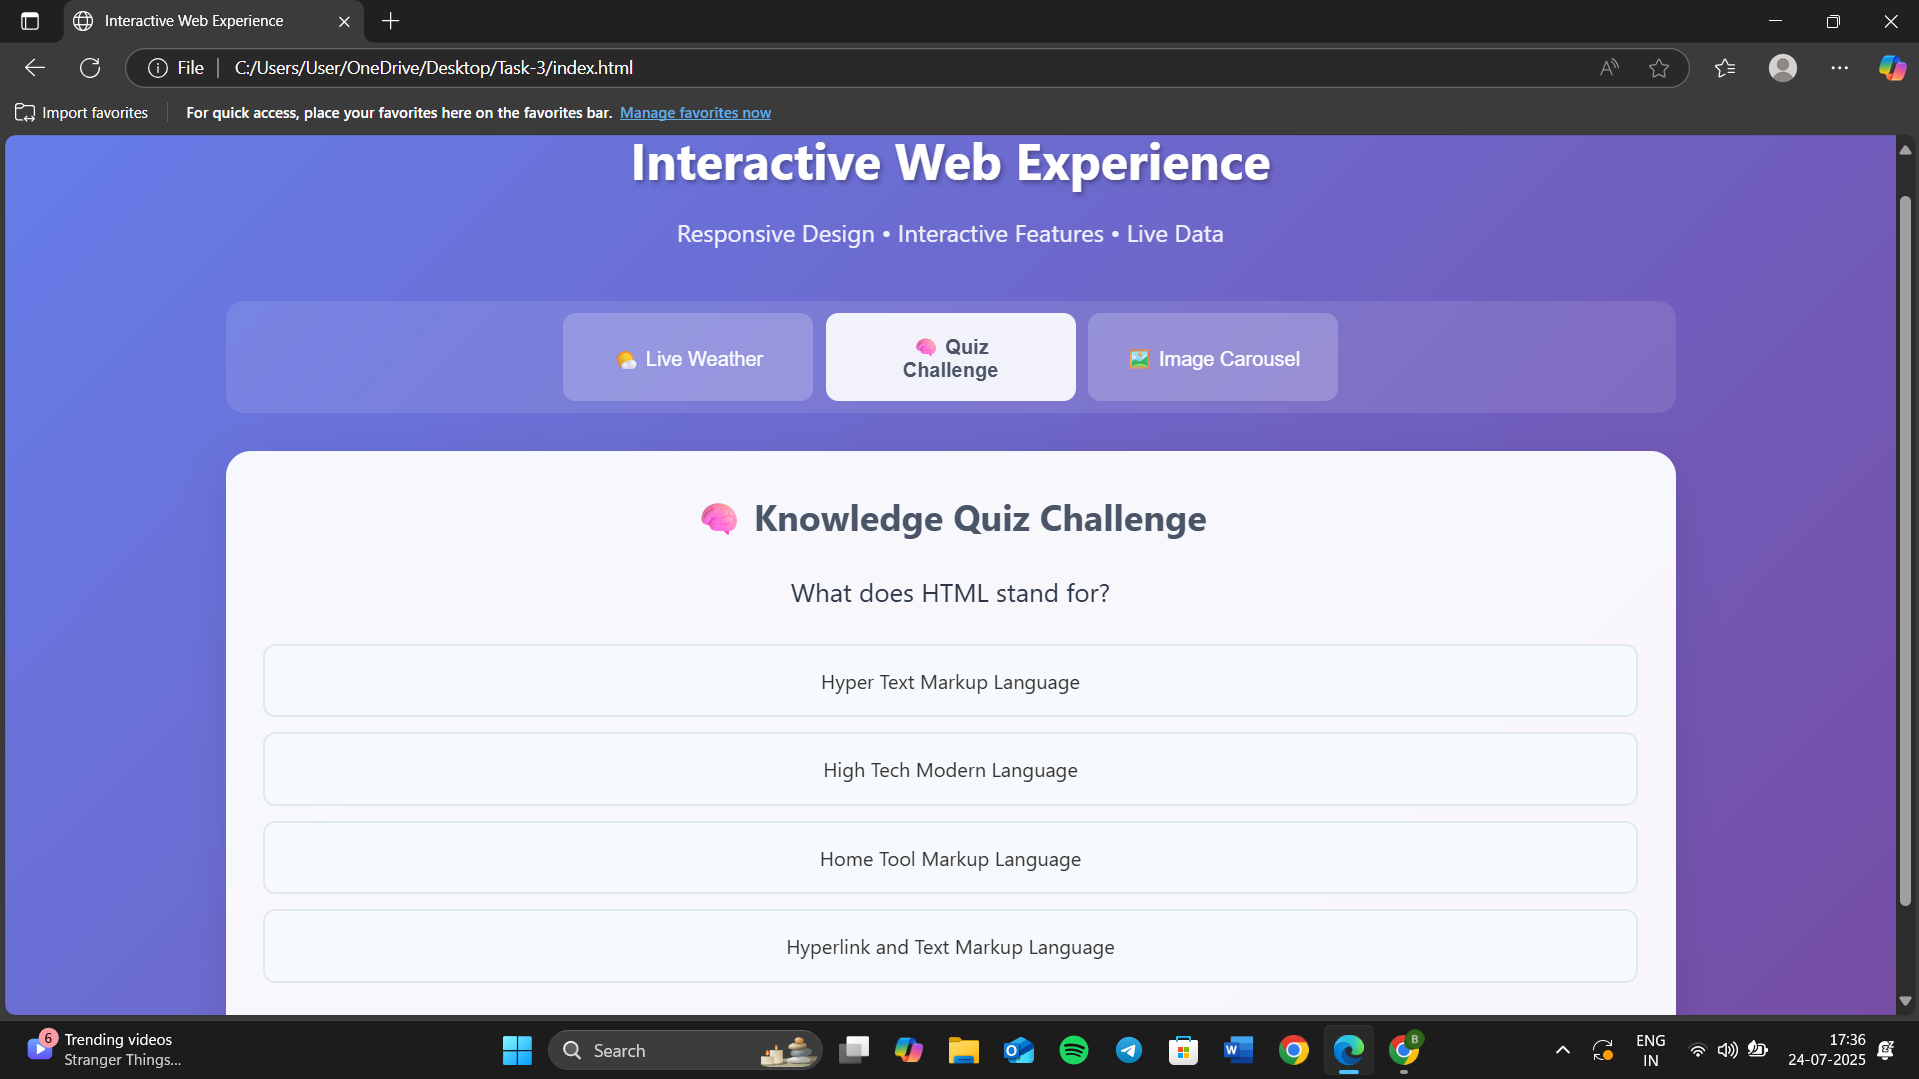 Interactive Web Experience
File
C:/Users/User/OneDrive/Desktop/Task-3/index.html
Import favorites
For quick access, place your favorites here on the favorites bar. Manage favorites now
Interactive Web Experience
Responsive Design • Interactive Features • Live Data
Live Weather
Quiz
Challenge
Image Carousel
Knowledge Quiz Challenge
What does HTML stand for?
Hyper Text Markup Language
High Tech Modern Language
Home Tool Markup Language
Hyperlink and Text Markup Language
6
Trending videos
Stranger Things...
Search
B
ENG
IN
17:36
24-07-2025